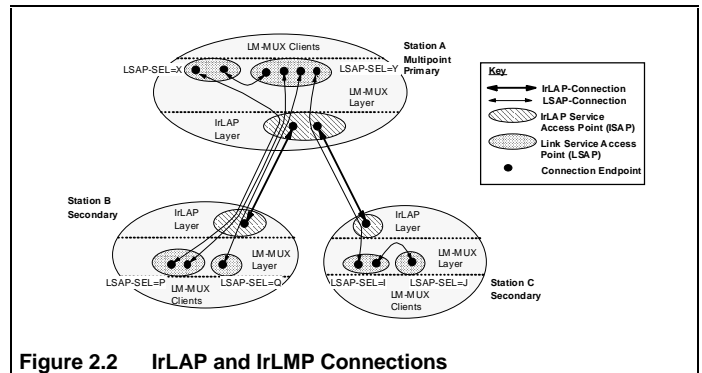 LM-MUX Clients
Station A
Multipoint
Primary
LSAP-SEL=X
LSAP-SEL=Y
LM-MUX
Layer
IrLAP
Layer
Key
IrLAP-Connection
LSAP-Connection
IrLAP Service
Access Point (ISAP)
Link Service Access
Point (LSAP)
Connection Endpoint
Station B
Secondary
IrLAP
Layer
LM-MUX
Layer
LSAP-SEL=P
LSAP-SEL=Q
LM-MUX
Clients
IrLAP
Layer
LM-MUX
Layer
LSAP-SEL=I
LSAP-SEL=J
LM-MUX
Clients
Station C
Secondary
Figure 2.2 IrLAP and IrLMP Connections